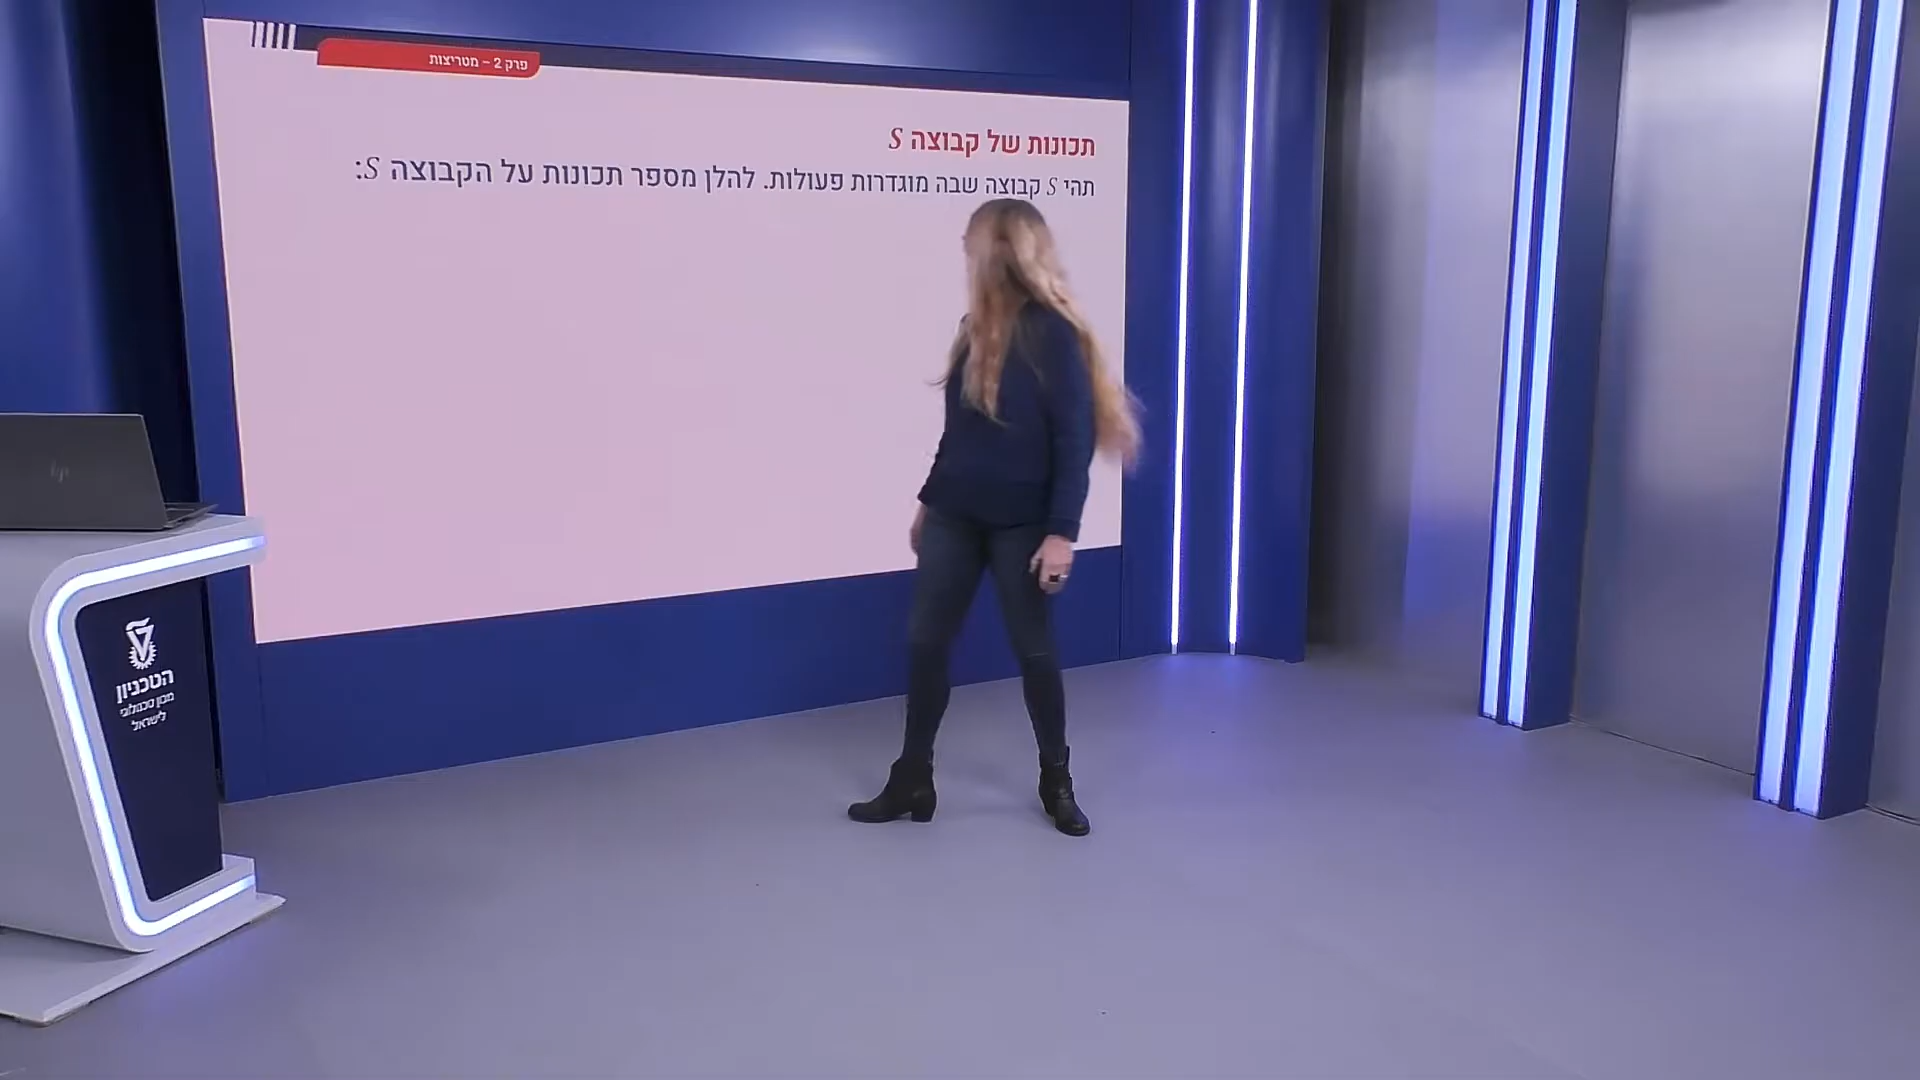 פרק 2 – מטריצות
תכונות של קבוצה S
תהי S קבוצה שבה מוגדרות פעולות. להלן מספר תכונות על הקבוצה S:
hp
הטכניון
מכון טכנולוגי
לישראל